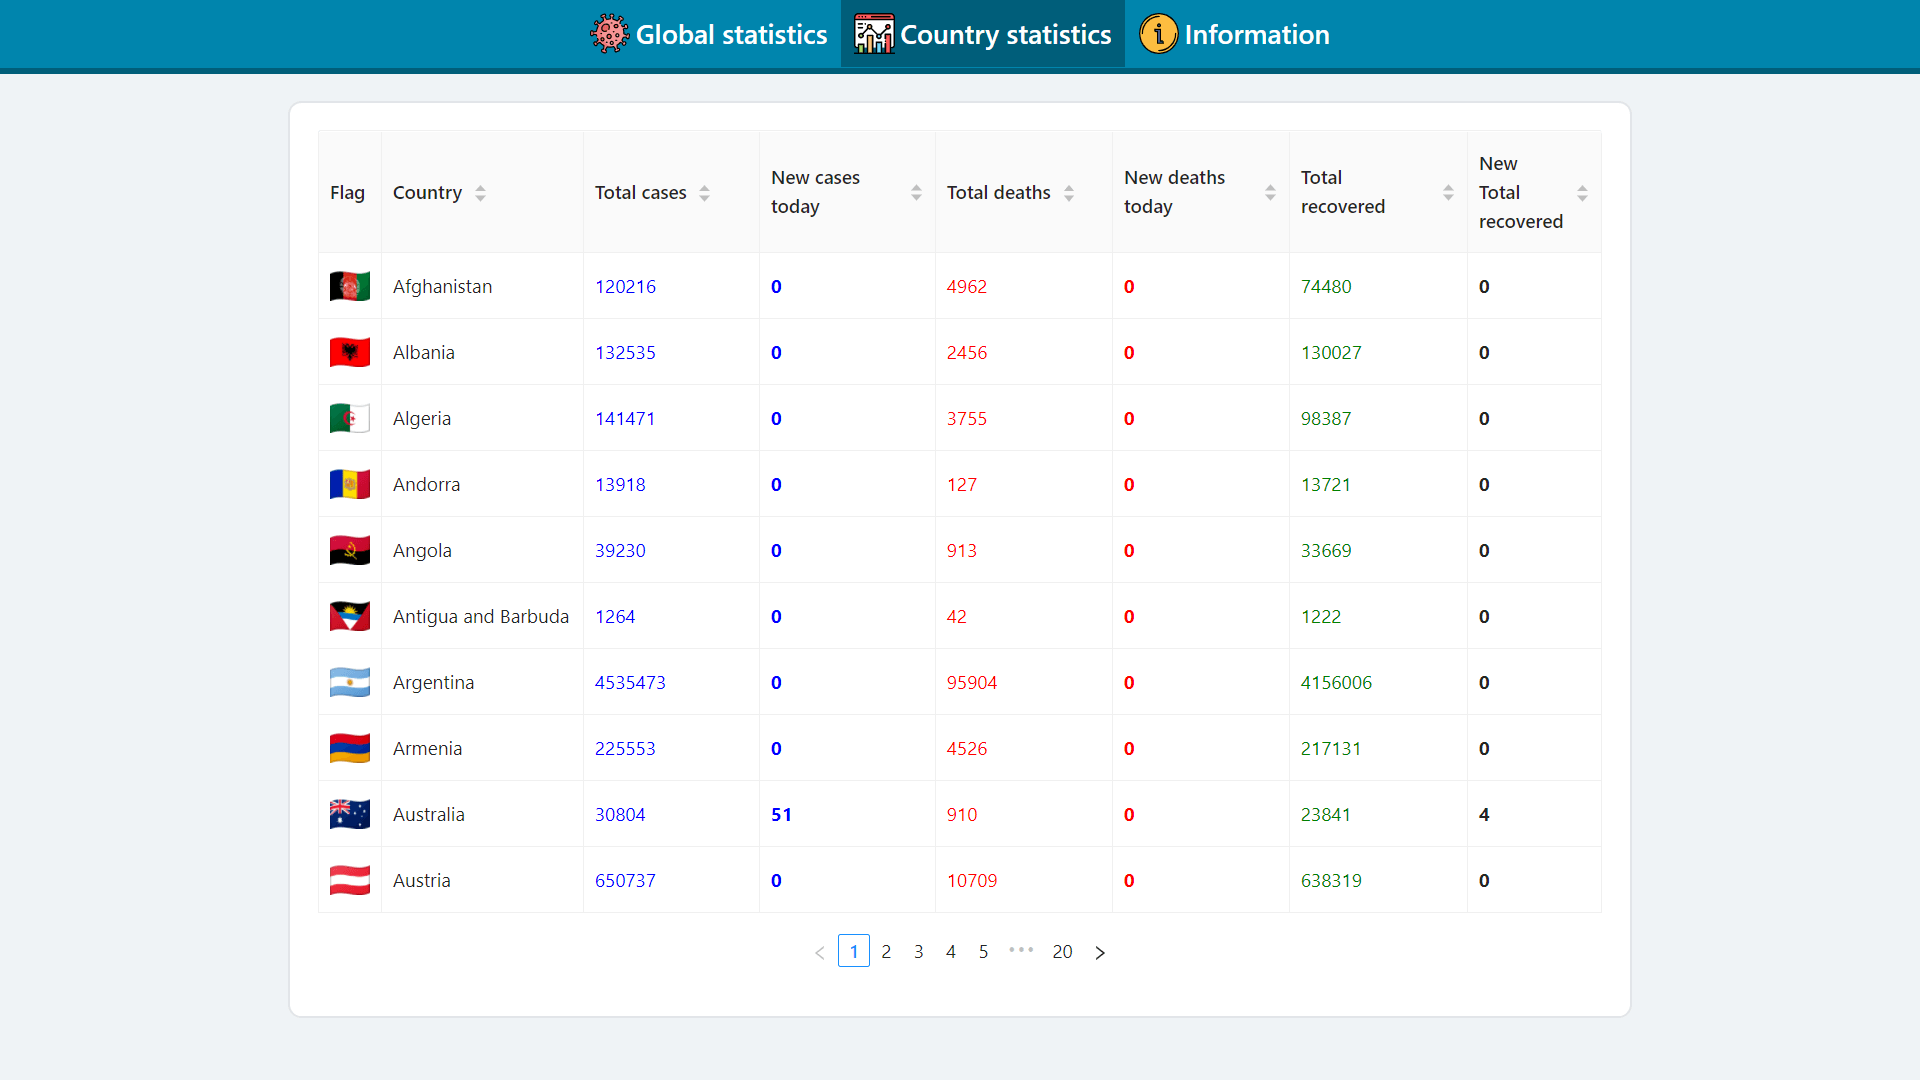 Global statistics Country statistics Information
Flag Country Total cases New cases today Total deaths New deaths today Total recovered New Total recovered
Afghanistan 120216 0 4962 0 74480 0
Albania 132535 0 2456 0 130027 0
Algeria 141471 0 3755 0 98387 0
Andorra 13918 0 127 0 13721 0
Angola 39230 0 913 0 33669 0
Antigua and Barbuda 1264 0 42 0 1222 0
Argentina 4535473 0 95904 0 4156006 0
Armenia 225553 0 4526 0 217131 0
Australia 30804 51 910 0 23841 4
Austria 650737 0 10709 0 638319 0
< 1 2 3 4 5 ••• 20 >